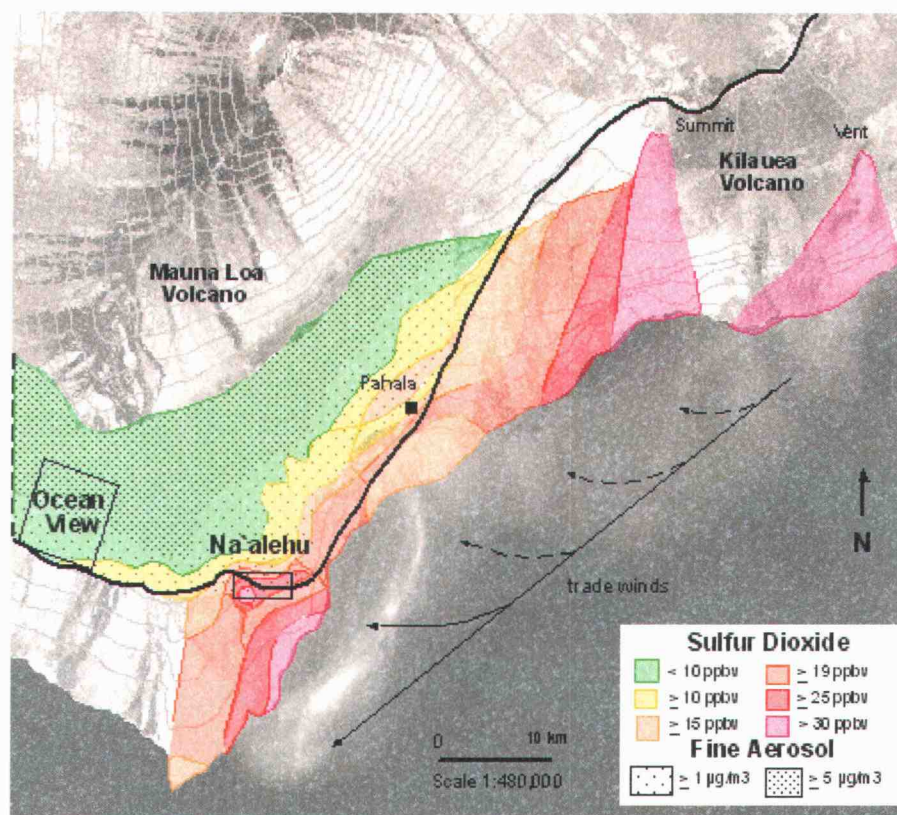 Summit
Vent
Kilauea
Volcano
Mauna Loa
Volcano
Pahala
Ocean
View
Na`alehu
N
trade winds
0 10 km
Scale 1:480,000
Sulfur Dioxide
< 10 ppbv
≥ 19 ppbv
≥ 10 ppbv
≥ 25 ppbv
≥ 15 ppbv
> 30 ppbv
Fine Aerosol
≥ 1 µg/m3
≥ 5 µg/m3